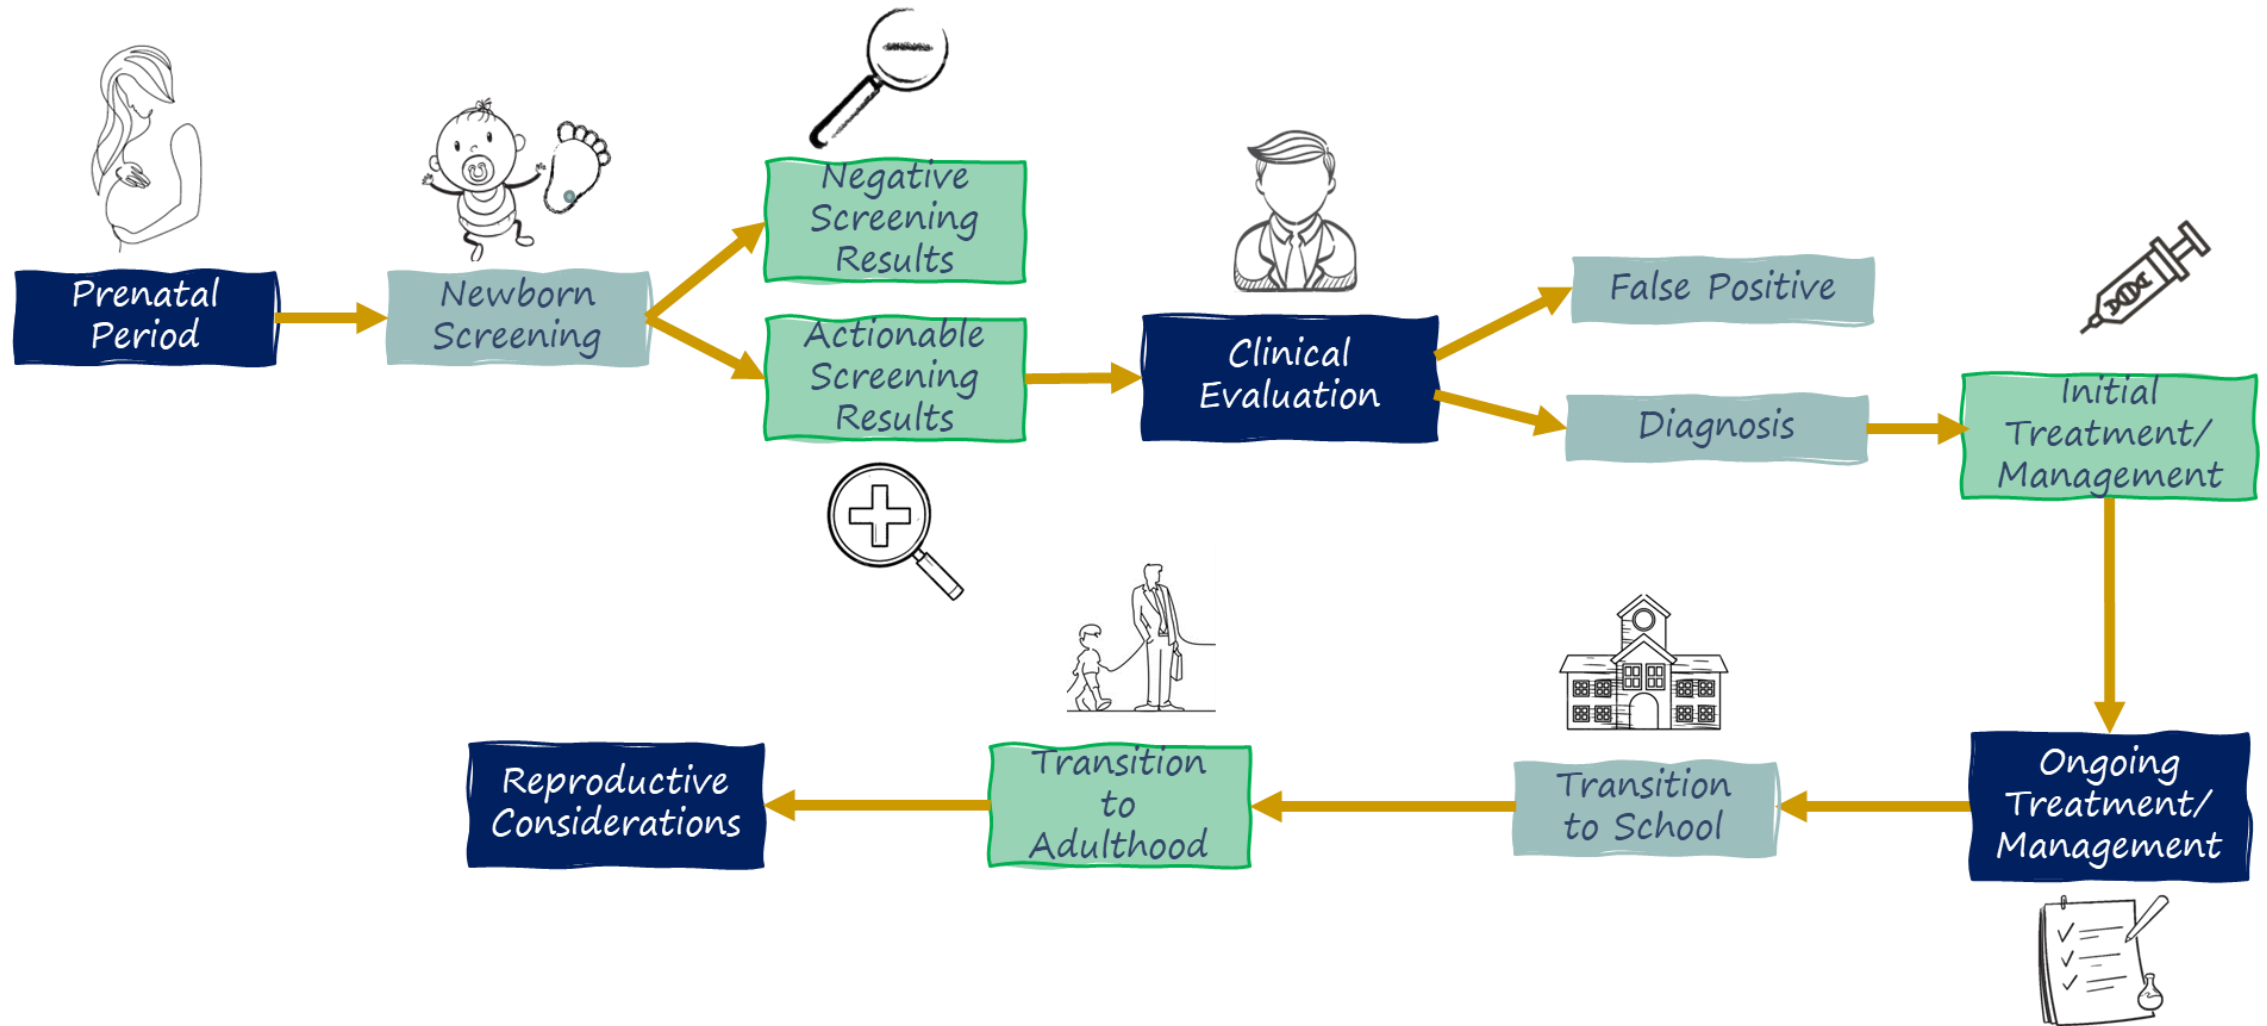 Prenatal
Period
Newborn
Screening
Negative
Screening
Results
Actionable
Screening
Results
Clinical
Evaluation
False Positive
Diagnosis
Initial
Treatment/
Management
Ongoing
Treatment/
Management
Transition
to School
Transition
to
Adulthood
Reproductive
Considerations